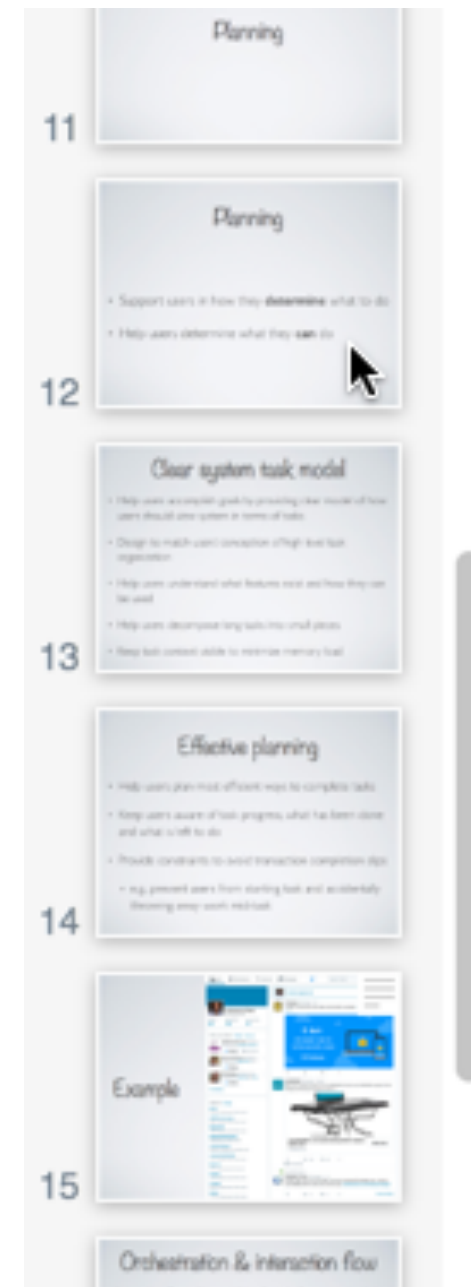 Planning
11
Planning
• Support users in how they determine what to do
• Help users determine what they can do
12
Clear system task model
• Help users accomplish goals by providing clear model of how
users should view system in terms of tasks
• Design to match users' conception of high level task
organization
• Help users understand what features exist and how they can
be used
• Help users decompose long tasks into small pieces
• Keep task context visible to minimize memory load
13
Effective planning
• Help users plan most efficient ways to complete tasks
• Keep users aware of task progress, what has been done
and what is left to do
• Provide constraints to avoid transaction completion slips
• e.g. prevent users from starting task and accidentally
throwing away work mid-task
14
Example
15
Orchestration & interaction flow